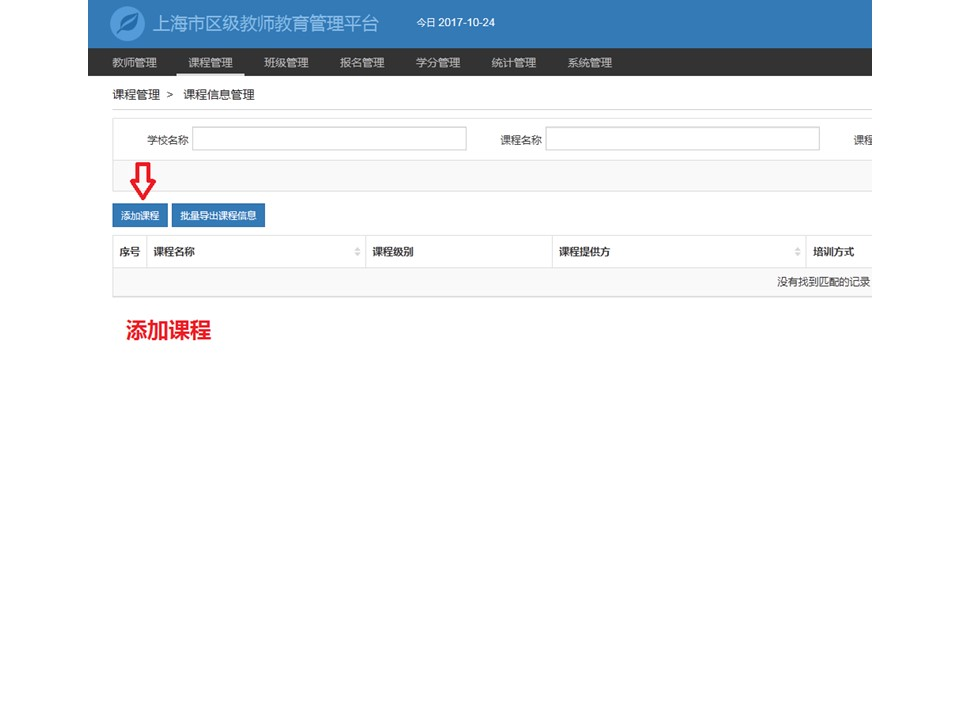 上海市区级教师教育管理平台 今日 2017-10-24
教师管理 课程管理 班级管理 报名管理 学分管理 统计管理 系统管理
课程管理 > 课程信息管理
学校名称 课程名称 课程
添加课程 批量导出课程信息
序号 课程名称 课程级别 课程提供方 培训方式
没有找到匹配的记录
添加课程